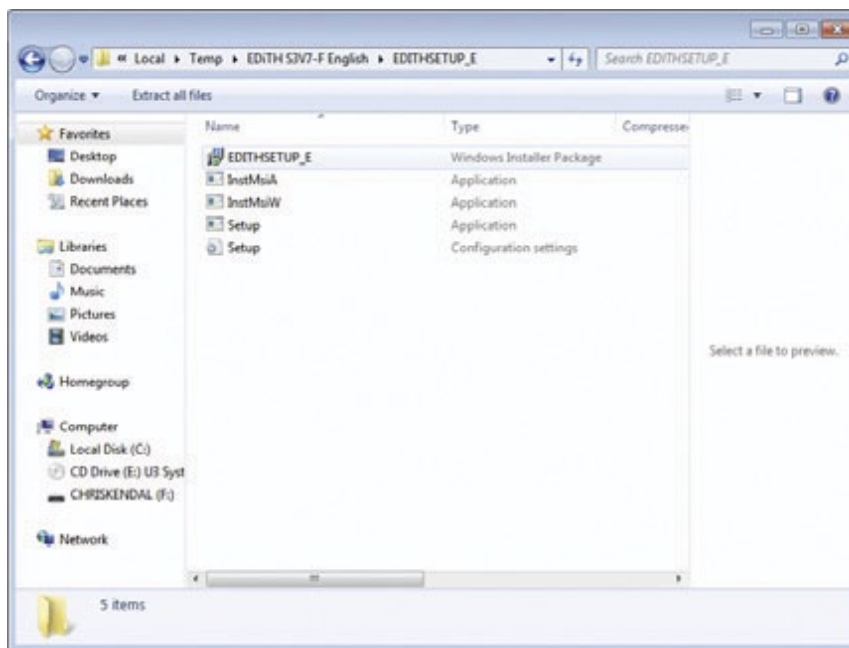 « Local ▸ Temp ▸ EDiTH S3V7-F English ▸ EDITHSETUP_E
Search EDITHSETUP_E
Organize ▾ Extract all files
Name Type Compresse
EDITHSETUP_E Windows Installer Package
InstMsiA Application
InstMsiW Application
Setup Application
Setup Configuration settings
Favorites
Desktop
Downloads
Recent Places
Libraries
Documents
Music
Pictures
Videos
Homegroup
Computer
Local Disk (C:)
CD Drive (E:) U3 Syst
CHRISKENDAL (F:)
Network
Select a file to preview.
5 items